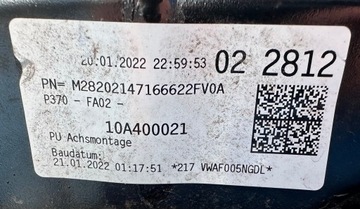 20.01.2022 22:59:53 02 2812
PN= M28202147166622FV0A
P370 - FA02 -
10A400021
PU Achsmontage
Baudatum:
21.01.2022 01:17:51 *217 VWAF005NGDL*